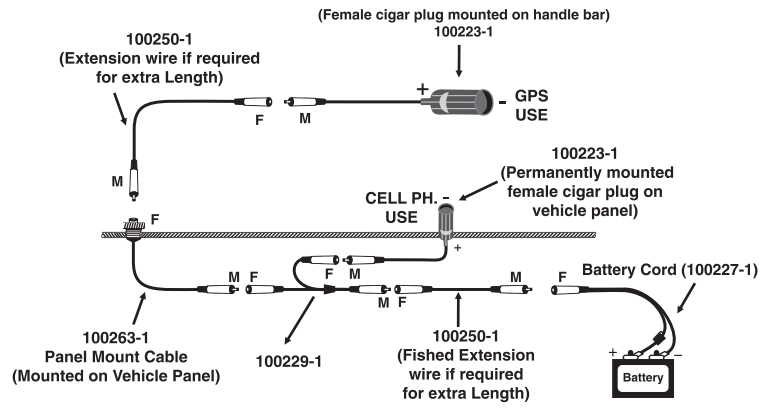 (Female cigar plug mounted on handle bar)
100223-1
100250-1
(Extension wire if required
for extra Length)
+
-
GPS
USE
F
M
M
F
100223-1
(Permanently mounted
female cigar plug on
vehicle panel)
CELL PH. -
USE
+
F
M
M
F
M
F
M
F
Battery Cord (100227-1)
100263-1
Panel Mount Cable
(Mounted on Vehicle Panel)
100229-1
100250-1
(Fished Extension
wire if required
for extra Length)
+
–
Battery